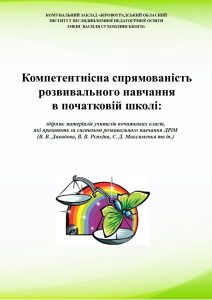 КОМУНАЛЬНИЙ ЗАКЛАД «КІРОВОГРАДСЬКИЙ ОБЛАСНИЙ
ІНСТИТУТ ПІСЛЯДИПЛОМНОЇ ПЕДАГОГІЧНОЇ ОСВІТИ
ІМЕНІ ВАСИЛЯ СУХОМЛИНСЬКОГО»
Компетентнісна спрямованість
розвивального навчання
в початковій школі:
збірник матеріалів учителів початкових класів,
які працюють за системою розвивального навчання ДРІМ
(В. В. Давидова, В. В. Рєпкіна, С. Д. Максименка та ін.)